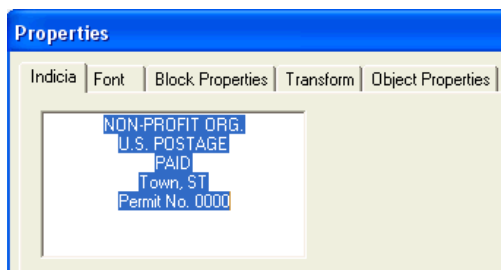 Properties
Indicia Font Block Properties Transform Object Properties
NON-PROFIT ORG.
U.S. POSTAGE
PAID
Town, ST
Permit No. 0000